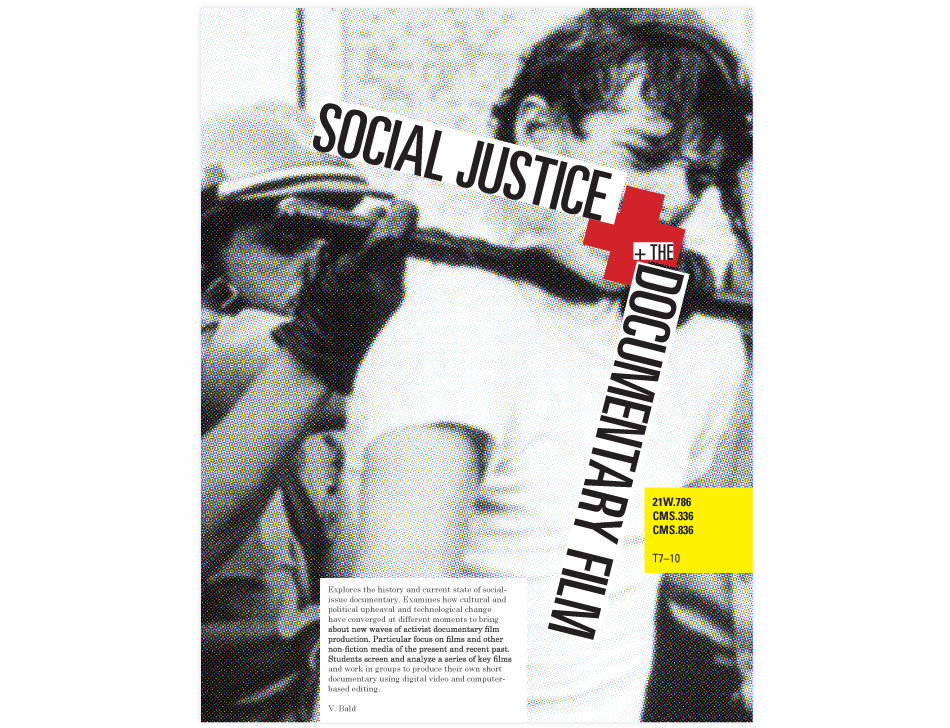 SOCIAL JUSTICE
+ THE
DOCUMENTARY FILM
21W.786
CMS.336
CMS.836
T7–10
Explores the history and current state of social-
issue documentary. Examines how cultural and
political upheaval and technological change
have converged at different moments to bring
about new waves of activist documentary film
production. Particular focus on films and other
non-fiction media of the present and recent past.
Students screen and analyze a series of key films
and work in groups to produce their own short
documentary using digital video and computer-
based editing.
V. Bald